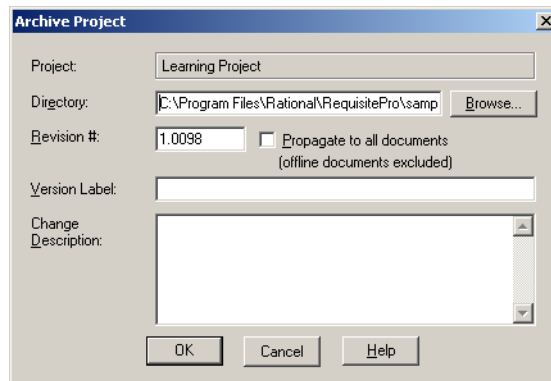 Archive Project
Project: Learning Project
Directory: C:\Program Files\Rational\RequisitePro\samp Browse...
Revision #: 1.0098 Propagate to all documents
(offline documents excluded)
Version Label:
Change
Description:
OK Cancel Help